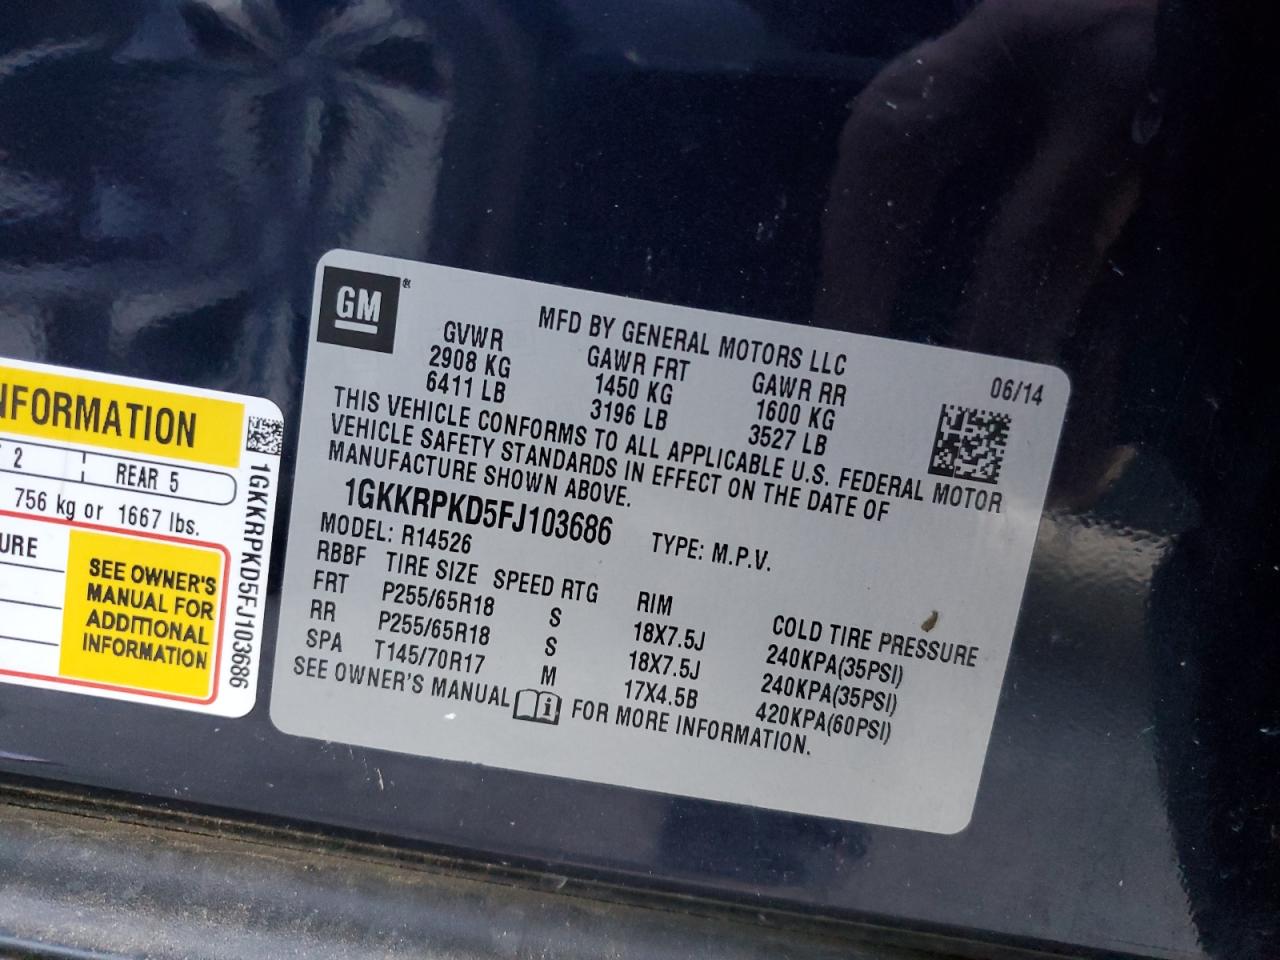 GM ®
MFD BY GENERAL MOTORS LLC
GVWR GAWR FRT GAWR RR 06/14
2908 KG 1450 KG 1600 KG
6411 LB 3196 LB 3527 LB
THIS VEHICLE CONFORMS TO ALL APPLICABLE U.S. FEDERAL MOTOR
VEHICLE SAFETY STANDARDS IN EFFECT ON THE DATE OF
MANUFACTURE SHOWN ABOVE.
1GKKRPKD5FJ103686 TYPE: M.P.V.
MODEL: R14526
RBBF TIRE SIZE SPEED RTG RIM COLD TIRE PRESSURE
FRT P255/65R18 S 18X7.5J 240KPA(35PSI)
RR P255/65R18 S 18X7.5J 240KPA(35PSI)
SPA T145/70R17 M 17X4.5B 420KPA(60PSI)
SEE OWNER'S MANUAL i FOR MORE INFORMATION.
NFORMATION
2 REAR 5
756 kg or 1667 lbs.
URE
SEE OWNER'S
MANUAL FOR
ADDITIONAL
INFORMATION
1GKKRPKD5FJ103686